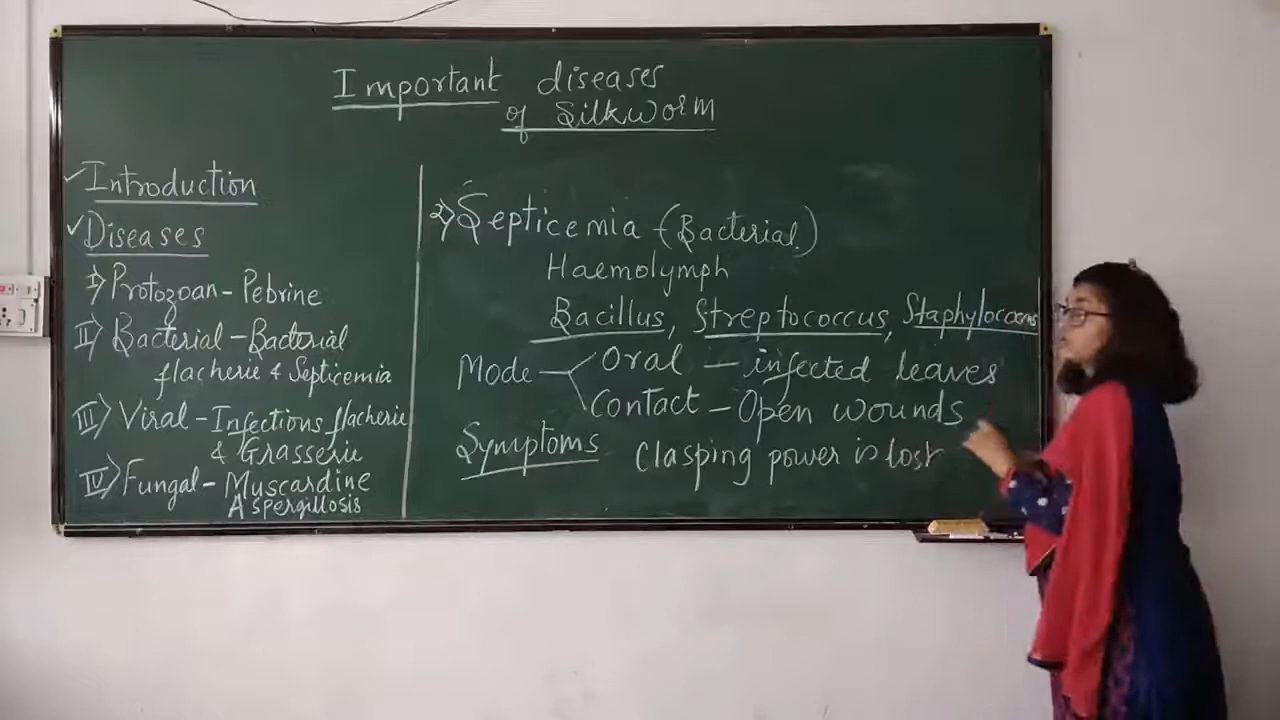 Important diseases
of Silkworm
✓Introduction
✓Diseases
I) Protozoan - Pebrine
II) Bacterial - Bacterial
flacherie & Septicemia
III) Viral - Infectious flacherie
& Grasserie
IV) Fungal - Muscardine
Aspergillosis
2) Septicemia - (Bacterial)
Haemolymph
Bacillus, Streptococcus, Staphylococcus
Mode - Oral - infected leaves
Contact - Open wounds
Symptoms Clasping power is lost